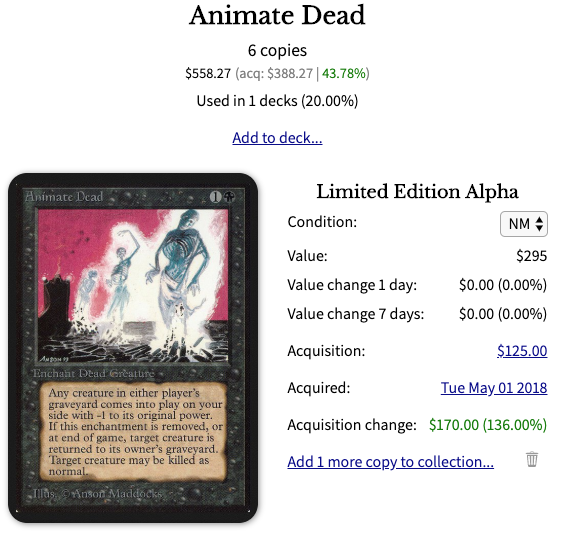 Animate Dead
6 copies
$558.27 (acq: $388.27 | 43.78%)
Used in 1 decks (20.00%)
Add to deck...
Animate Dead 1
Anson 93
Enchant Dead Creature
Any creature in either player's
graveyard comes into play on your
side with -1 to its original power.
If this enchantment is removed, or
at end of game, target creature is
returned to its owner's graveyard.
Target creature may be killed as
normal.
Illus. © Anson Maddocks
Limited Edition Alpha
Condition: NM
Value: $295
Value change 1 day: $0.00 (0.00%)
Value change 7 days: $0.00 (0.00%)
Acquisition: $125.00
Acquired: Tue May 01 2018
Acquisition change: $170.00 (136.00%)
Add 1 more copy to collection...